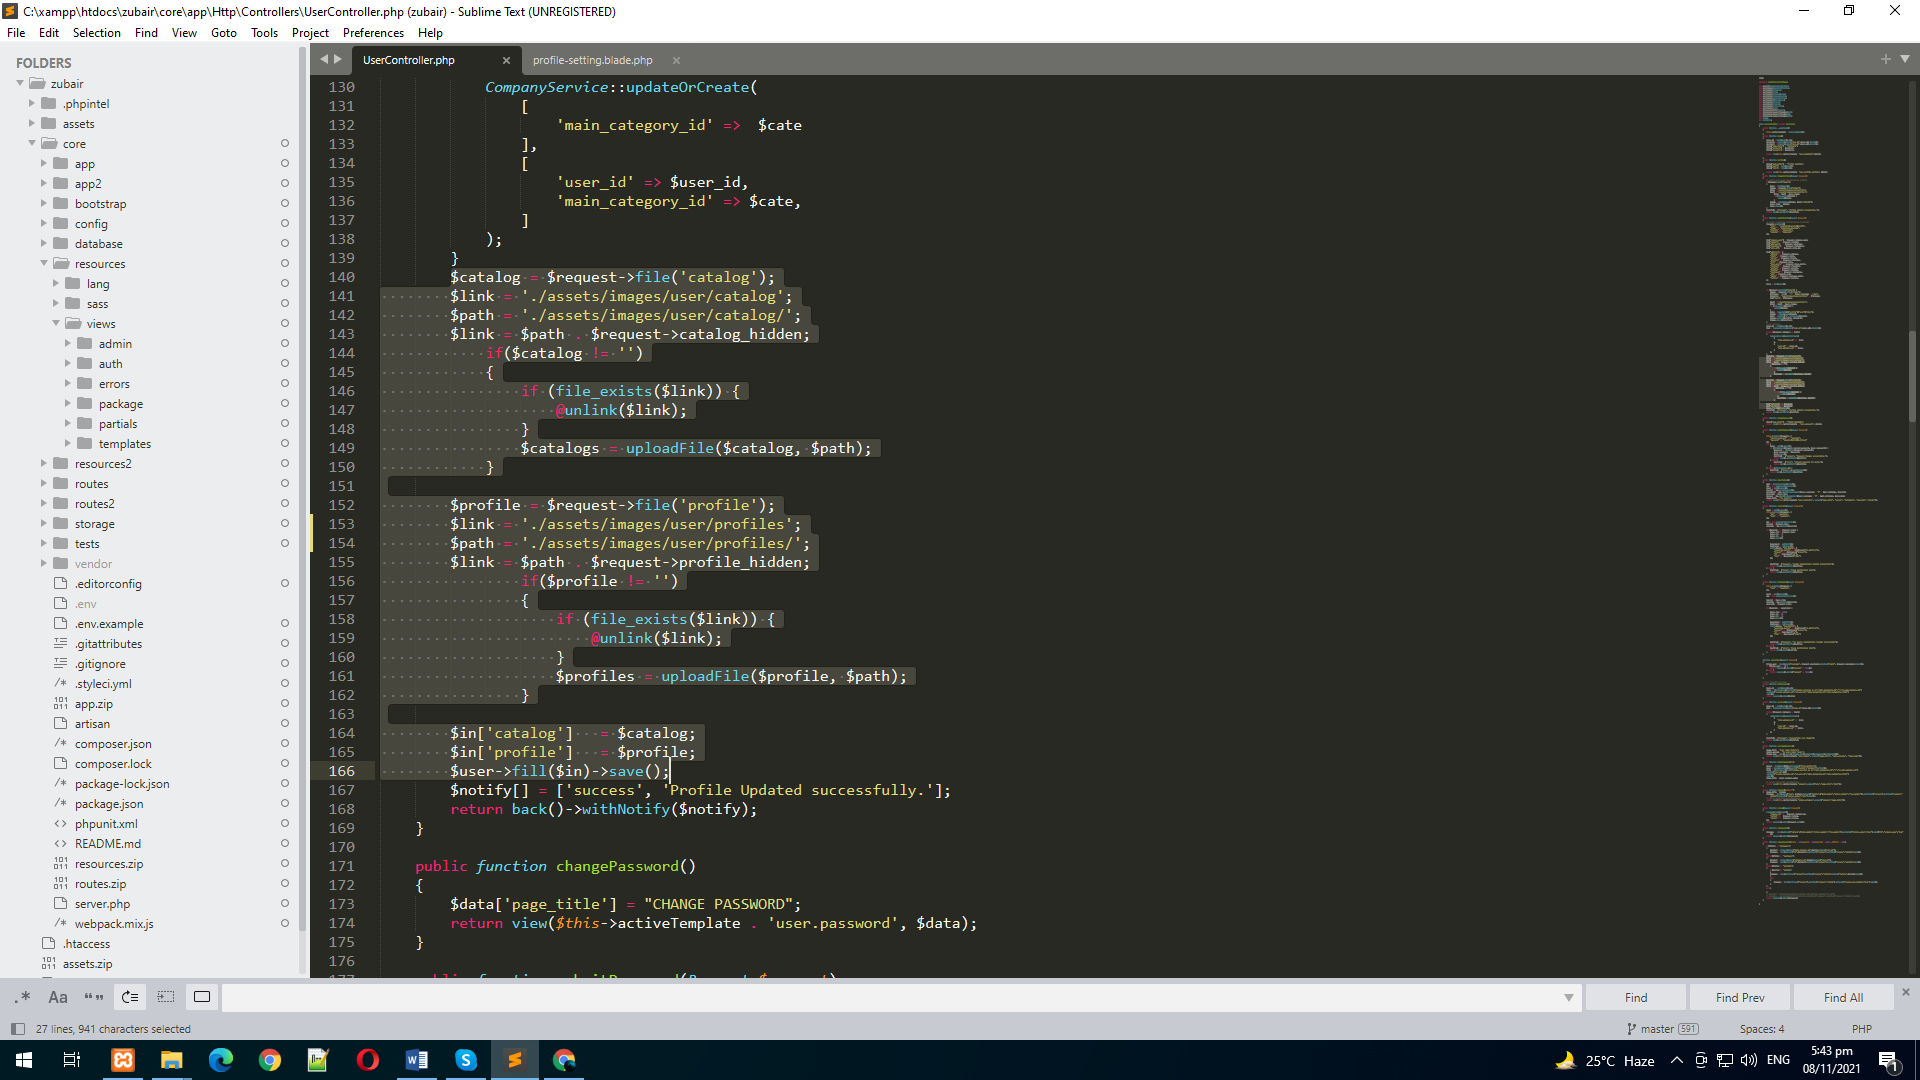 C:\xampp\htdocs\zubair\core\app\Http\Controllers\UserController.php (zubair) - Sublime Text (UNREGISTERED)
File Edit Selection Find View Goto Tools Project Preferences Help
FOLDERS
zubair
.phpintel
assets
core
app
app2
bootstrap
config
database
resources
lang
sass
views
admin
auth
errors
package
partials
templates
resources2
routes
routes2
storage
tests
vendor
.editorconfig
.env
.env.example
.gitattributes
.gitignore
.styleci.yml
app.zip
artisan
composer.json
composer.lock
package-lock.json
package.json
phpunit.xml
README.md
resources.zip
routes.zip
server.php
webpack.mix.js
.htaccess
assets.zip
UserController.php
profile-setting.blade.php
130 CompanyService::updateOrCreate(
131 [
132 'main_category_id' => $cate
133 ],
134 [
135 'user_id' => $user_id,
136 'main_category_id' => $cate,
137 ]
138 );
139 }
140 $catalog = $request->file('catalog');
141 $link = './assets/images/user/catalog';
142 $path = './assets/images/user/catalog/';
143 $link = $path . $request->catalog_hidden;
144 if($catalog != '')
145 {
146 if (file_exists($link)) {
147 @unlink($link);
148 }
149 $catalogs = uploadFile($catalog, $path);
150 }
151
152 $profile = $request->file('profile');
153 $link = './assets/images/user/profiles';
154 $path = './assets/images/user/profiles/';
155 $link = $path . $request->profile_hidden;
156 if($profile != '')
157 {
158 if (file_exists($link)) {
159 @unlink($link);
160 }
161 $profiles = uploadFile($profile, $path);
162 }
163
164 $in['catalog'] = $catalog;
165 $in['profile'] = $profile;
166 $user->fill($in)->save();
167 $notify[] = ['success', 'Profile Updated successfully.'];
168 return back()->withNotify($notify);
169 }
170
171 public function changePassword()
172 {
173 $data['page_title'] = "CHANGE PASSWORD";
174 return view($this->activeTemplate . 'user.password', $data);
175 }
176
.* Aa “” Find Find Prev Find All
27 lines, 941 characters selected master 591 Spaces: 4 PHP
25°C Haze ENG 5:43 pm
08/11/2021 1